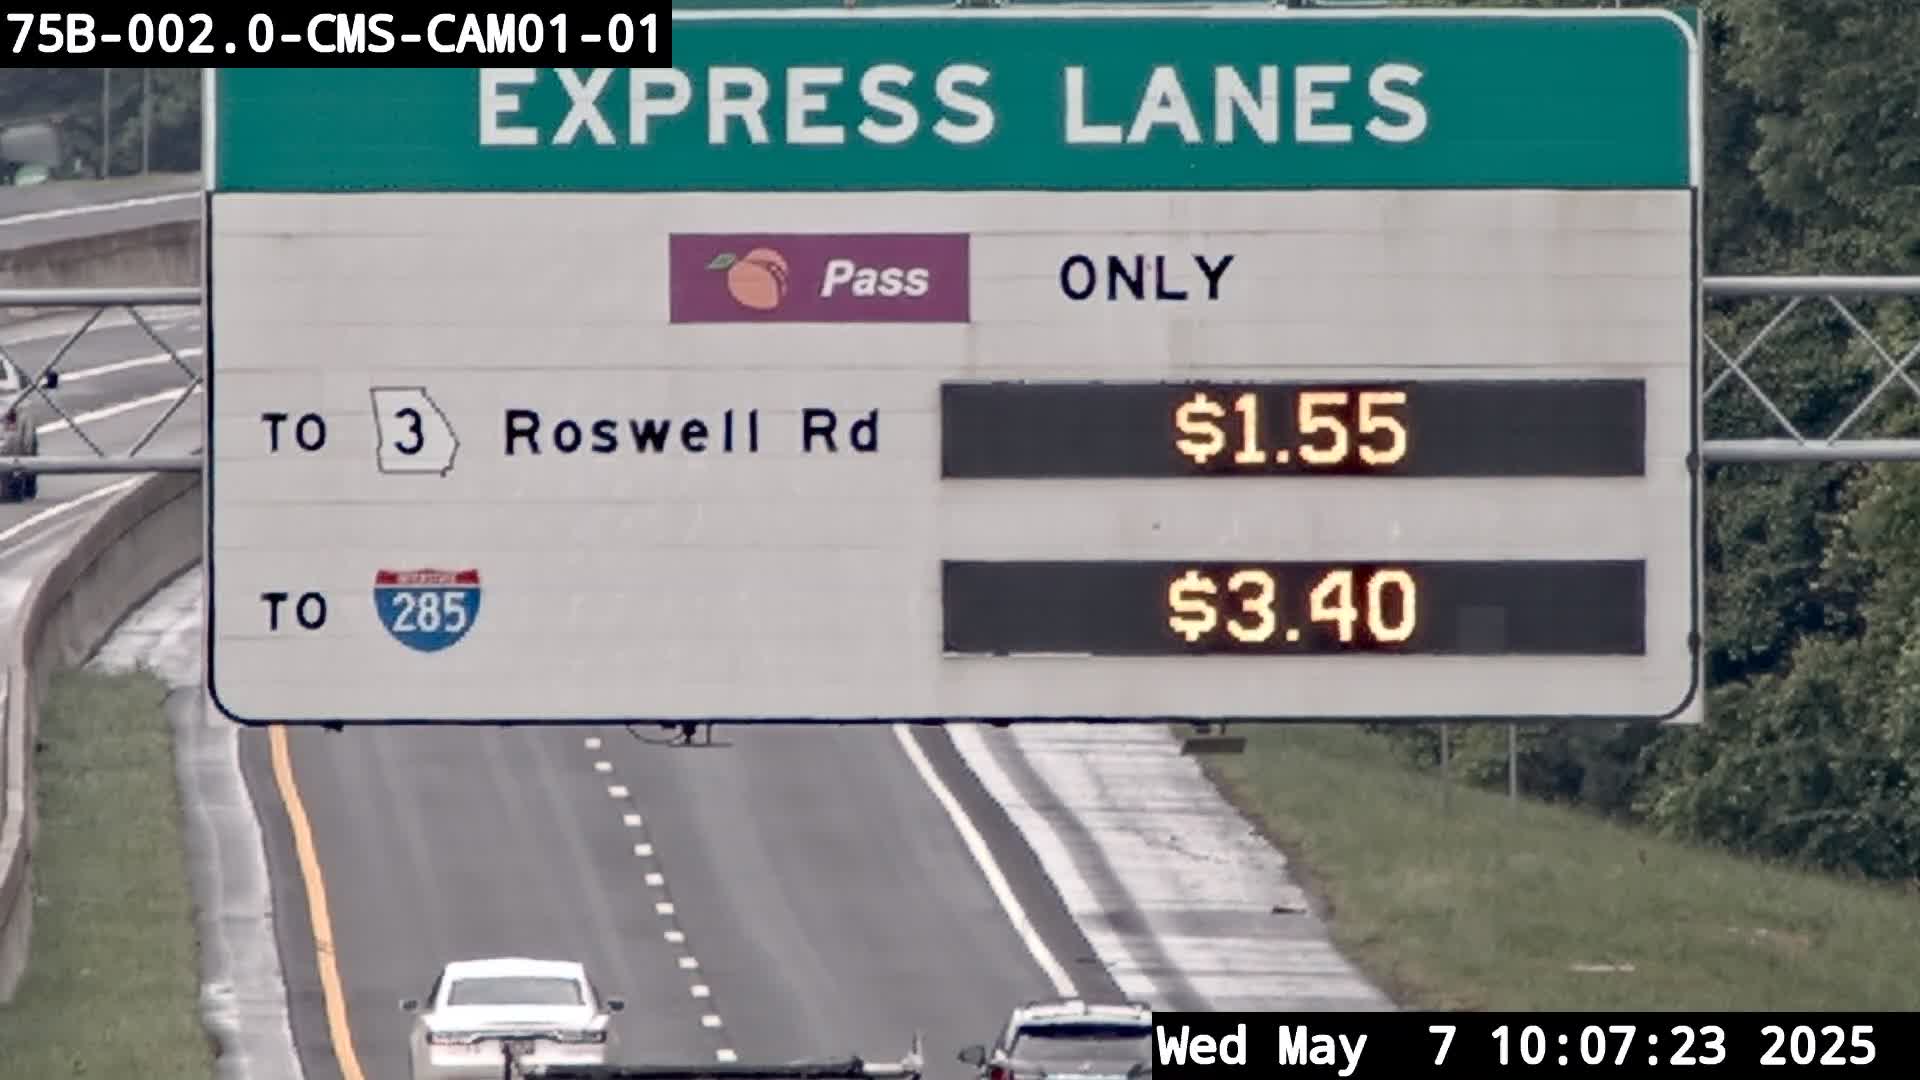 75B-002.0-CMS-CAM01-01
EXPRESS LANES
Pass ONLY
TO 3 Roswell Rd $1.55
TO INTERSTATE 285 $3.40
Wed May 7 10:07:23 2025